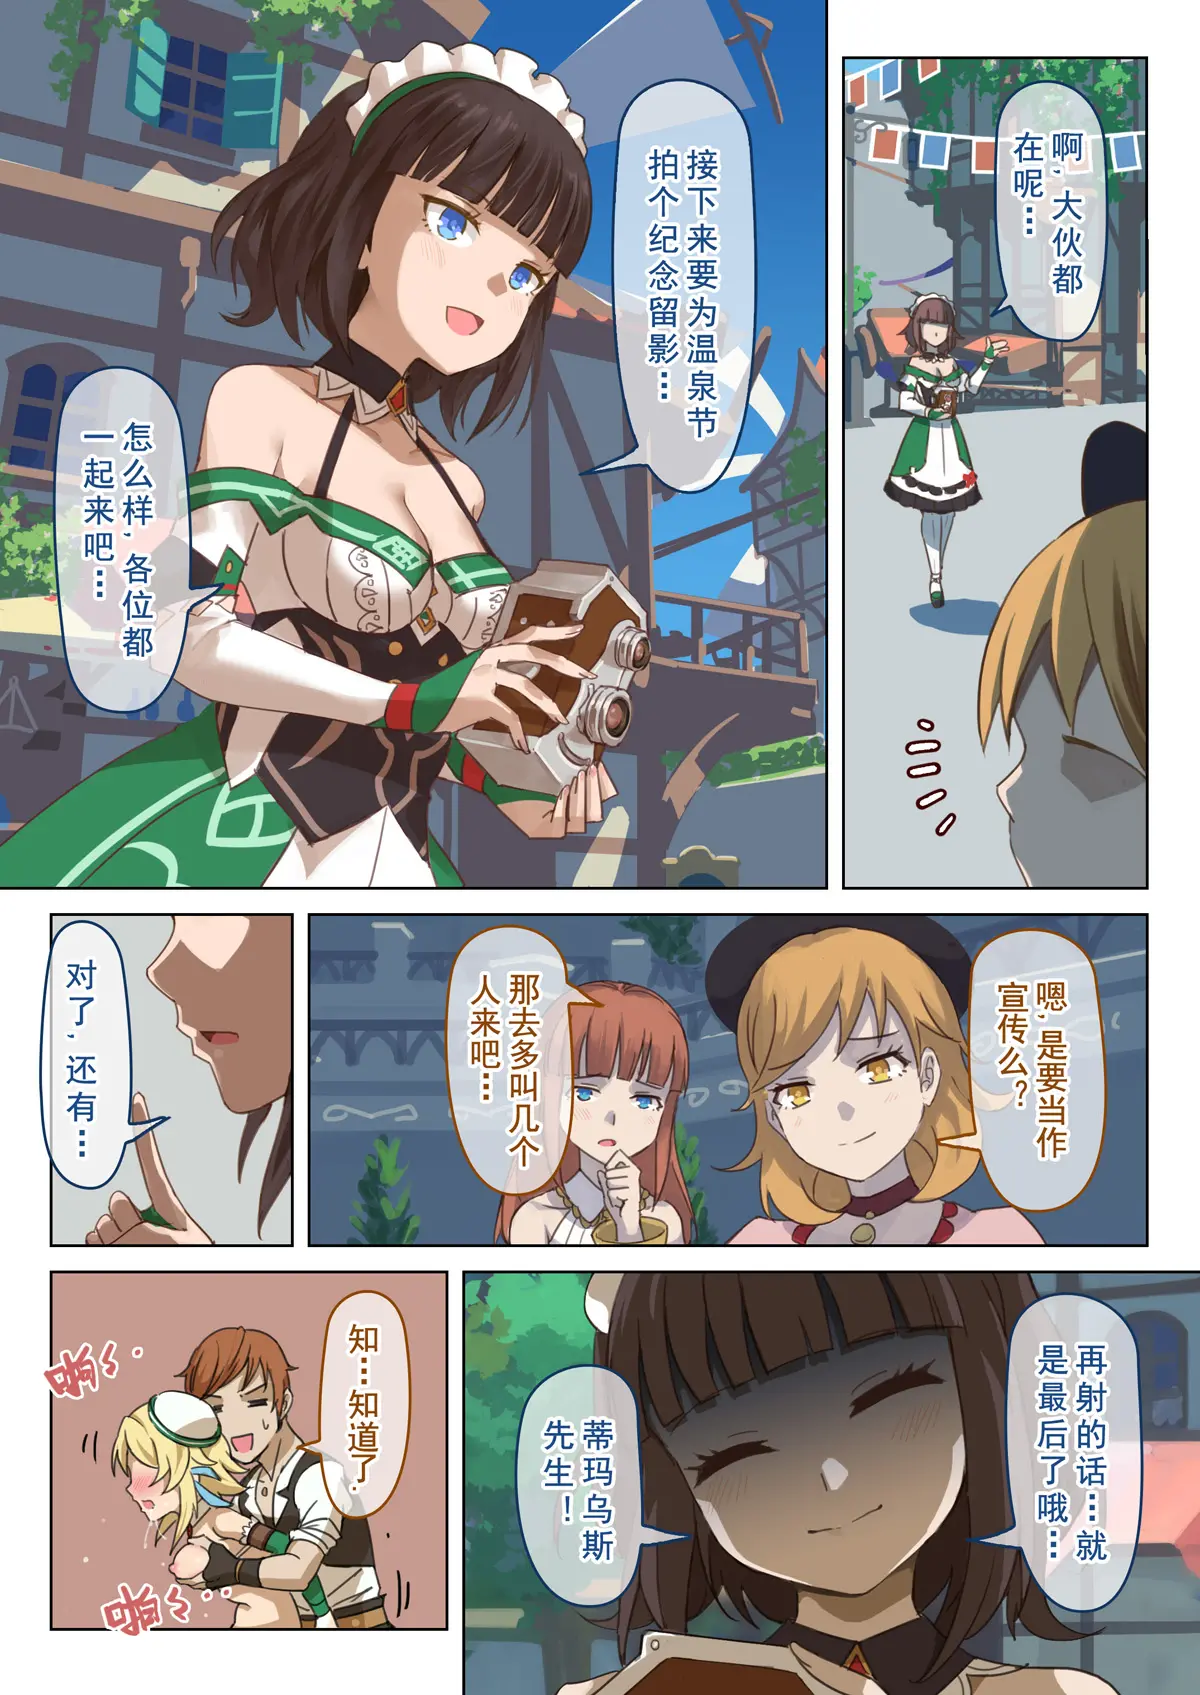 啊，大伙都
在呢…
接下来要为温泉节
拍个纪念留影…
怎么样，各位都
一起来吧…
嗯，是要当作
宣传么？
那去多叫几个
人来吧…
对了，还有…
再射的话…就
是最后了哦…
蒂玛乌斯
先生！
知…知道了.